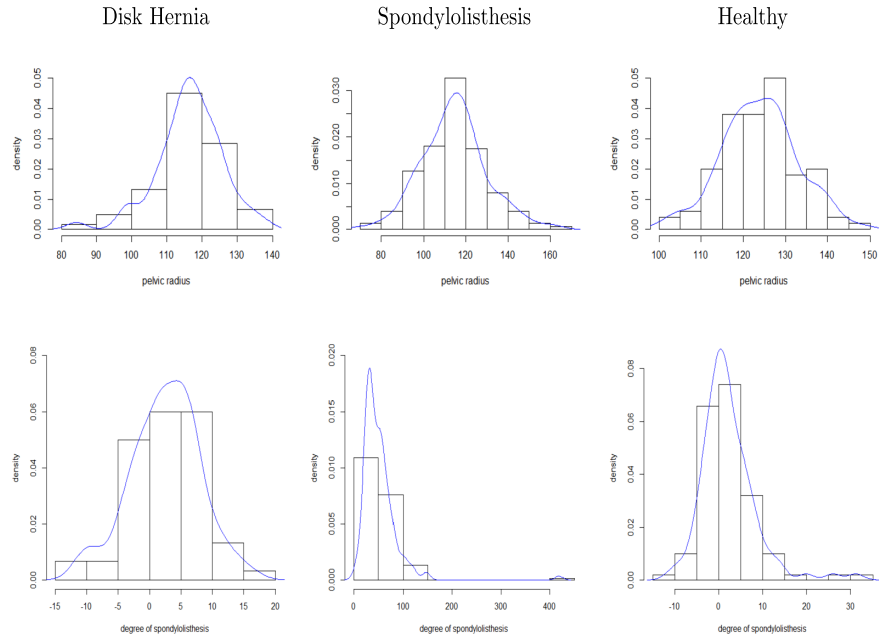 Disk Hernia Spondylolisthesis Healthy
density
0.00 0.01 0.02 0.03 0.04 0.05
80 90 100 110 120 130 140
pelvic radius
density
0.000 0.010 0.020 0.030
80 100 120 140 160
pelvic radius
density
0.00 0.01 0.02 0.03 0.04 0.05
100 110 120 130 140 150
pelvic radius
density
0.00 0.02 0.04 0.06 0.08
-15 -10 -5 0 5 10 15 20
degree of spondylolisthesis
density
0.000 0.005 0.010 0.015 0.020
0 100 200 300 400
degree of spondylolisthesis
density
0.00 0.02 0.04 0.06 0.08
-10 0 10 20 30
degree of spondylolisthesis